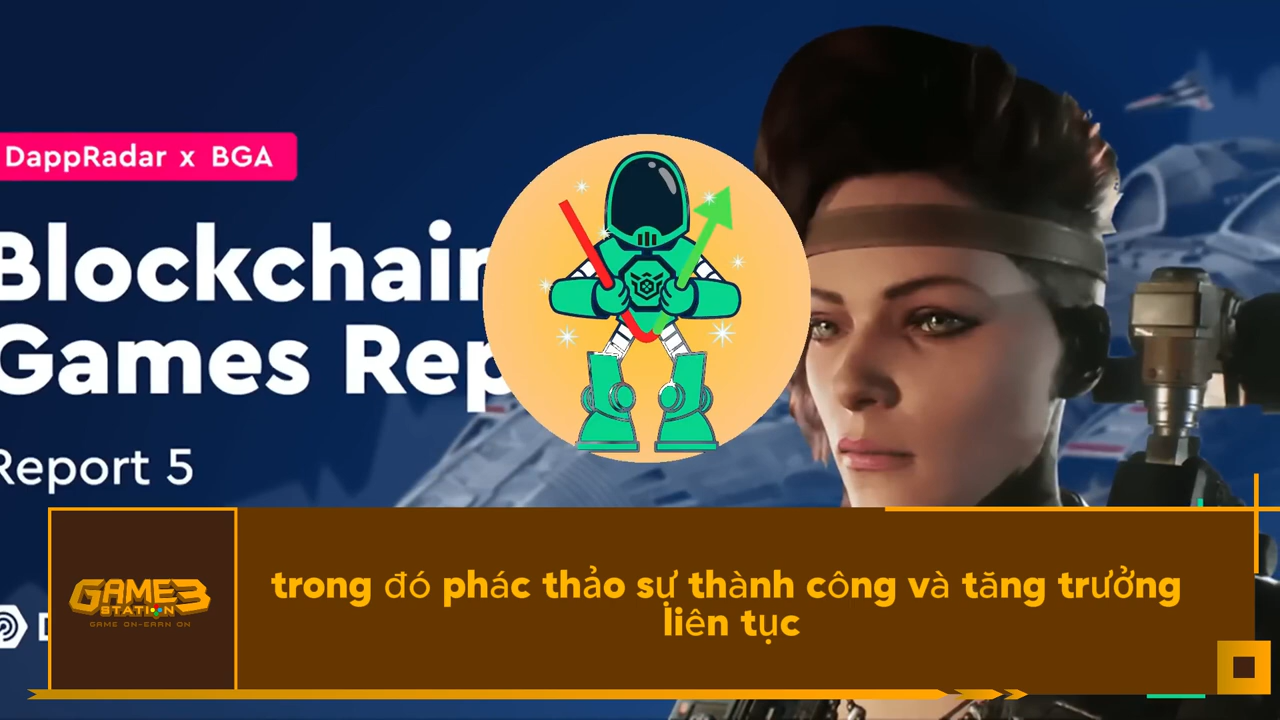 DappRadar x BGA
Blockchain
Games Rep
Report 5
D
GAME3
STATION
GAME ON-EARN ON
trong đó phác thảo sự thành công và tăng trưởng
liên tục